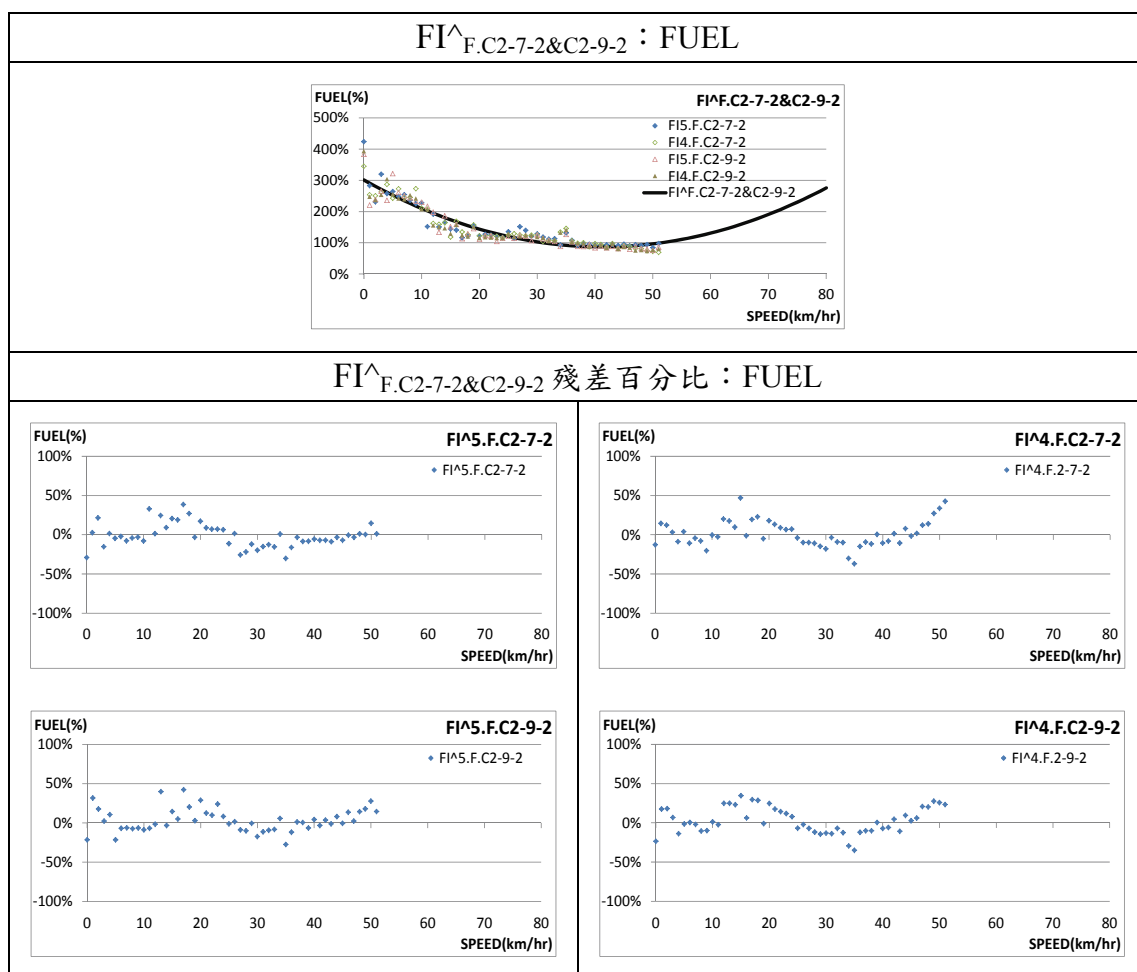 FI^F.C2-7-2&C2-9-2：FUEL
FUEL(%)
FI^F.C2-7-2&C2-9-2
500%
400%
300%
200%
100%
0%
FI5.F.C2-7-2
FI4.F.C2-7-2
FI5.F.C2-9-2
FI4.F.C2-9-2
FI^F.C2-7-2&C2-9-2
0 10 20 30 40 50 60 70 80
SPEED(km/hr)
FI^F.C2-7-2&C2-9-2 殘差百分比：FUEL
FUEL(%)
FI^5.F.C2-7-2
FI^5.F.C2-7-2
100%
50%
0%
-50%
-100%
0 10 20 30 40 50 60 70 80
SPEED(km/hr)
FUEL(%)
FI^4.F.C2-7-2
FI^4.F.2-7-2
100%
50%
0%
-50%
-100%
0 10 20 30 40 50 60 70 80
SPEED(km/hr)
FUEL(%)
FI^5.F.C2-9-2
FI^5.F.C2-9-2
100%
50%
0%
-50%
-100%
0 10 20 30 40 50 60 70 80
SPEED(km/hr)
FUEL(%)
FI^4.F.C2-9-2
FI^4.F.2-9-2
100%
50%
0%
-50%
-100%
0 10 20 30 40 50 60 70 80
SPEED(km/hr)